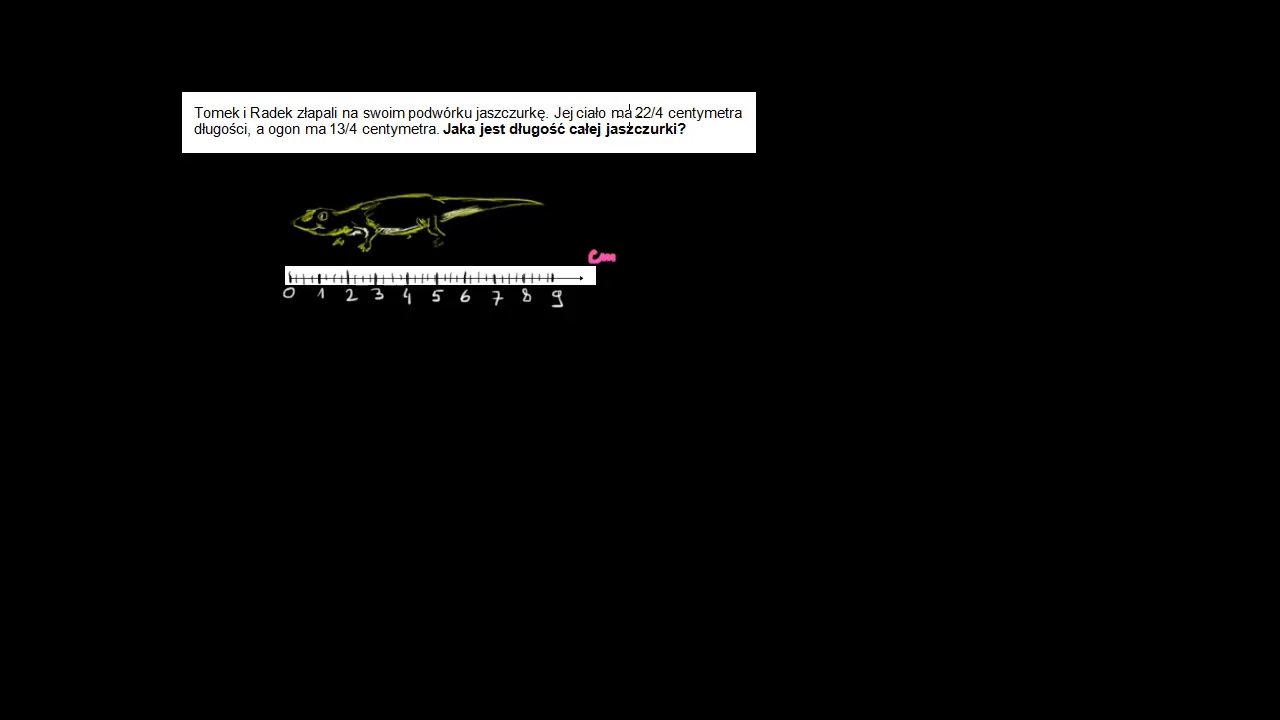 Tomek i Radek złapali na swoim podwórku jaszczurkę. Jej ciało ma 22/4 centymetra
długości, a ogon ma 13/4 centymetra. Jaka jest długość całej jaszczurki?
cm
0 1 2 3 4 5 6 7 8 9